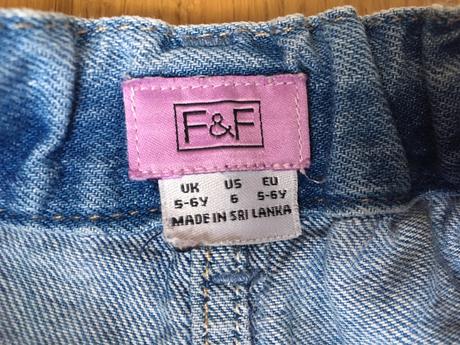 F&F
UK US EU
5-6Y 6 5-6Y
MADE IN SRI LANKA